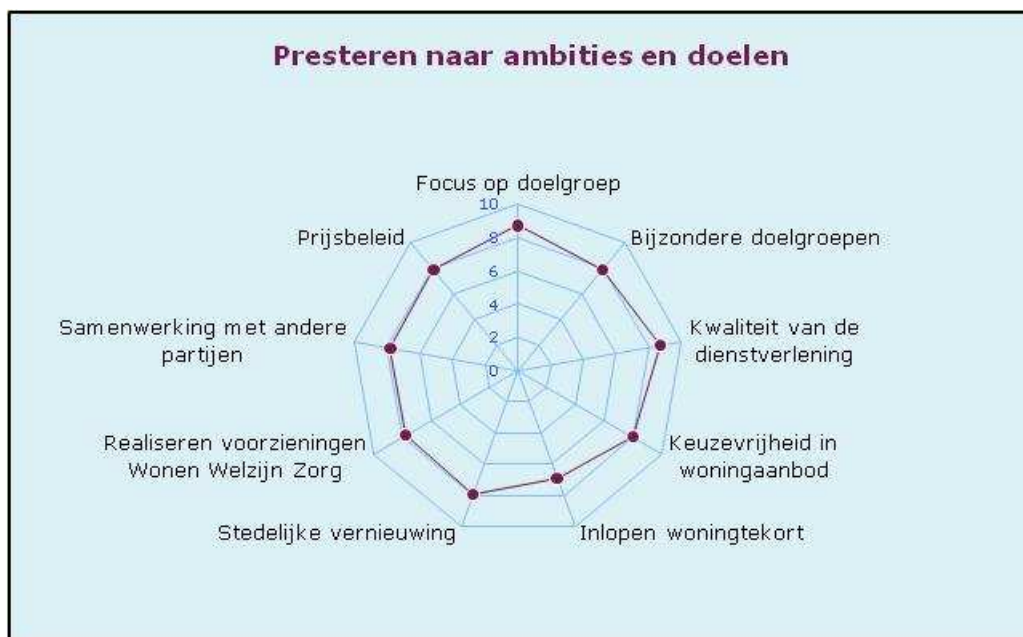 Presteren naar ambities en doelen
Focus op doelgroep
10
8
6
4
2
0
Prijsbeleid
Bijzondere doelgroepen
Samenwerking met andere
partijen
Kwaliteit van de
dienstverlening
Realiseren voorzieningen
Wonen Welzijn Zorg
Keuzevrijheid in
woningaanbod
Stedelijke vernieuwing
Inlopen woningtekort